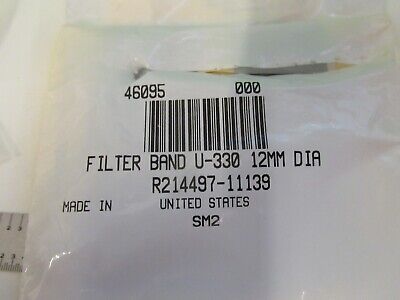 46095 000
FILTER BAND U-330 12MM DIA
R214497-11139
MADE IN UNITED STATES
SM2